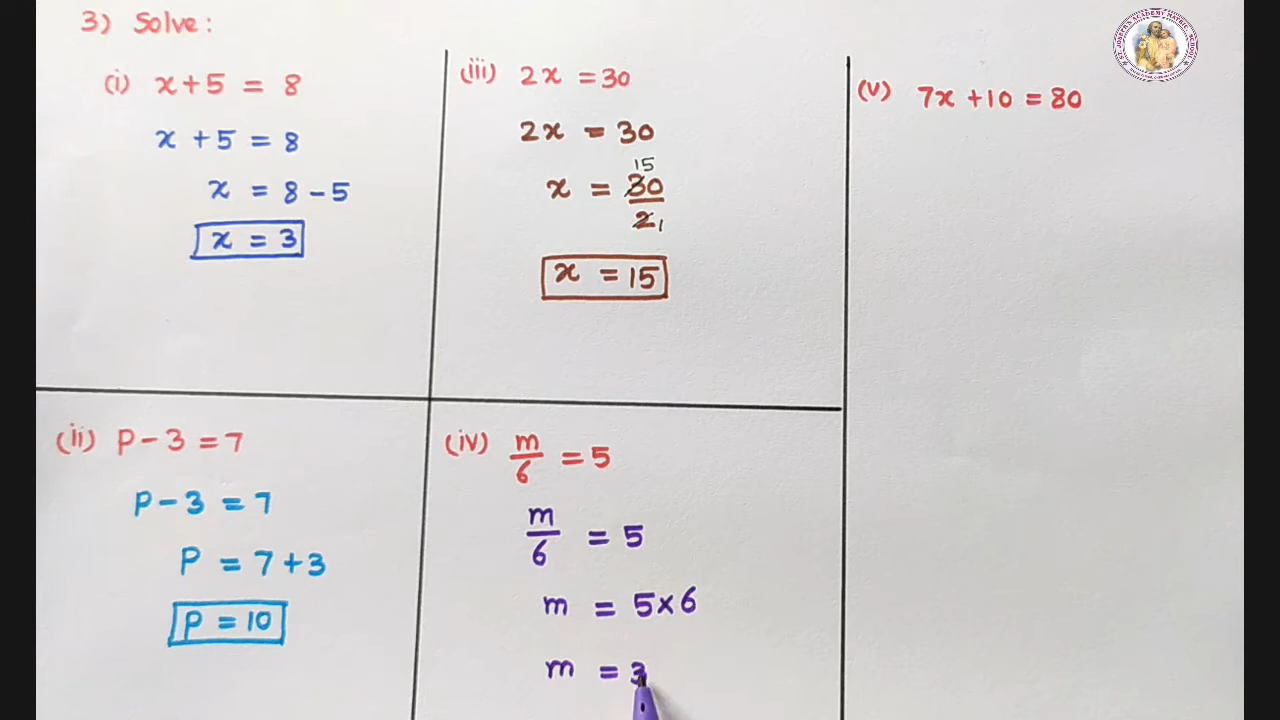 3) Solve:
(i) x+5 = 8
x +5 = 8
x = 8 - 5
x = 3
(ii) P - 3 = 7
P - 3 = 7
P = 7 + 3
P = 10
(iii) 2x = 30
2x = 30
15
x = 30
2 1
x = 15
(iv) m/6 = 5
m/6 = 5
m = 5×6
m = 3
(v) 7x +10 = 80